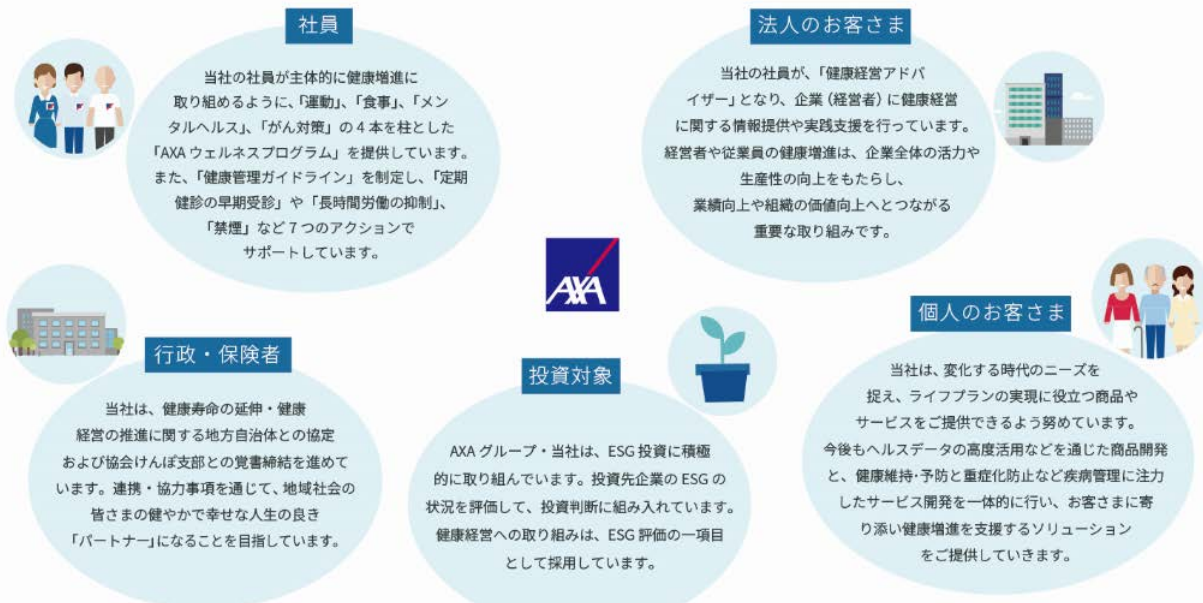 社員
当社の社員が主体的に健康増進に
取り組めるように、「運動」、「食事」、「メン
タルヘルス」、「がん対策」の4本を柱とした
「AXAウェルネスプログラム」を提供しています。
また、「健康管理ガイドライン」を制定し、「定期
健診の早期受診」や「長時間労働の抑制」、
「禁煙」など7つのアクションで
サポートしています。
法人のお客さま
当社の社員が、「健康経営アドバ
イザー」となり、企業（経営者）に健康経営
に関する情報提供や実践支援を行っています。
経営者や従業員の健康増進は、企業全体の活力や
生産性の向上をもたらし、
業績向上や組織の価値向上へとつながる
重要な取り組みです。
AXA
行政・保険者
当社は、健康寿命の延伸・健康
経営の推進に関する地方自治体との協定
および協会けんぽ支部との覚書締結を進めて
います。連携・協力事項を通じて、地域社会の
皆さまの健やかで幸せな人生の良き
「パートナー」になることを目指しています。
投資対象
AXAグループ・当社は、ESG投資に積極
的に取り組んでいます。投資先企業のESGの
状況を評価して、投資判断に組み入れています。
健康経営への取り組みは、ESG評価の一項目
として採用しています。
個人のお客さま
当社は、変化する時代のニーズを
捉え、ライフプランの実現に役立つ商品や
サービスをご提供できるよう努めています。
今後もヘルスデータの高度活用などを通じた商品開発
と、健康維持・予防と重症化防止など疾病管理に注力
したサービス開発を一体的に行い、お客さまに寄
り添い健康増進を支援するソリューション
をご提供していきます。